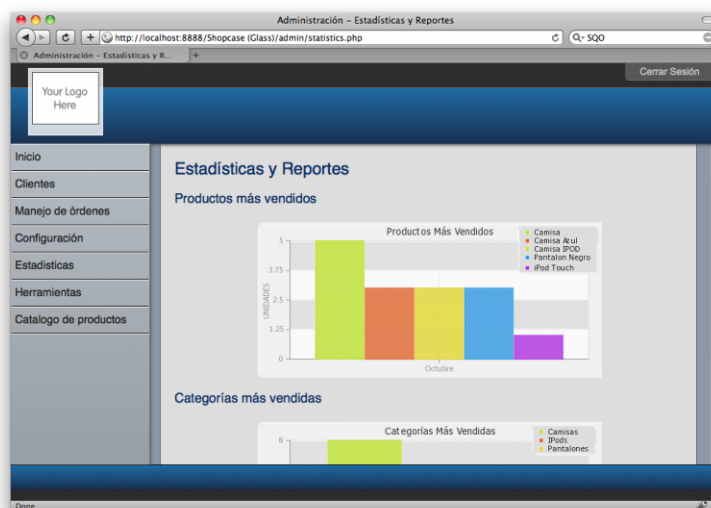 Administración – Estadísticas y Reportes
http://localhost:8888/Shopcase (Glass)/admin/statistics.php
SQO
Administración – Estadísticas y R...
Cerrar Sesión
Your Logo
Here
Inicio
Clientes
Manejo de órdenes
Configuración
Estadisticas
Herramientas
Catalogo de productos
Estadísticas y Reportes
Productos más vendidos
Productos Más Vendidos
Camisa
Camisa Azul
Camisa IPOD
Pantalon Negro
iPod Touch
5
3.75
2.5
1.25
0
UNIDADES
Octubre
Categorías más vendidas
Categorías Más Vendidas
Camisas
IPods
Pantalones
8
Done